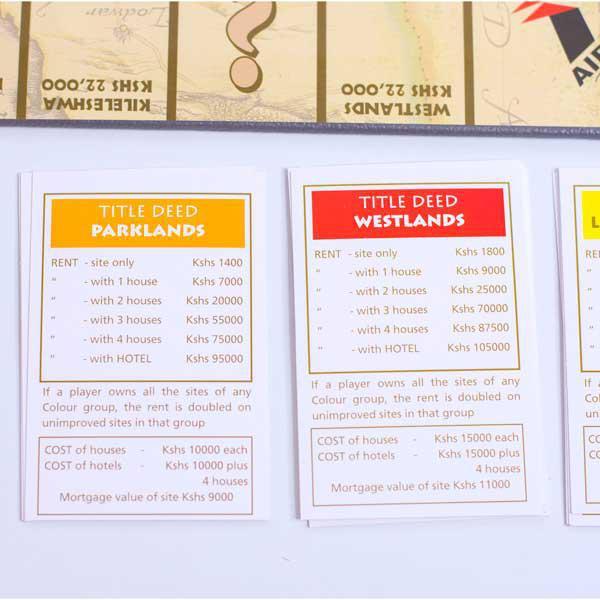 Lodwar
KILELESHWA
KSHS 22,000
?
WESTLANDS
KSHS 22,000
TITLE DEED
PARKLANDS
RENT - site only Kshs 1400
" - with 1 house Kshs 7000
" - with 2 houses Kshs 20000
" - with 3 houses Kshs 55000
" - with 4 houses Kshs 75000
" - with HOTEL Kshs 95000
If a player owns all the sites of any
Colour group, the rent is doubled on
unimproved sites in that group
COST of houses - Kshs 10000 each
COST of hotels - Kshs 10000 plus
4 houses
Mortgage value of site Kshs 9000
TITLE DEED
WESTLANDS
RENT - site only Kshs 1800
" - with 1 house Kshs 9000
" - with 2 houses Kshs 25000
" - with 3 houses Kshs 70000
" - with 4 houses Kshs 87500
" - with HOTEL Kshs 105000
If a player owns all the sites of any
Colour group, the rent is doubled on
unimproved sites in that group
COST of houses - Kshs 15000 each
COST of hotels - Kshs 15000 plus
4 houses
Mortgage value of site Kshs 11000